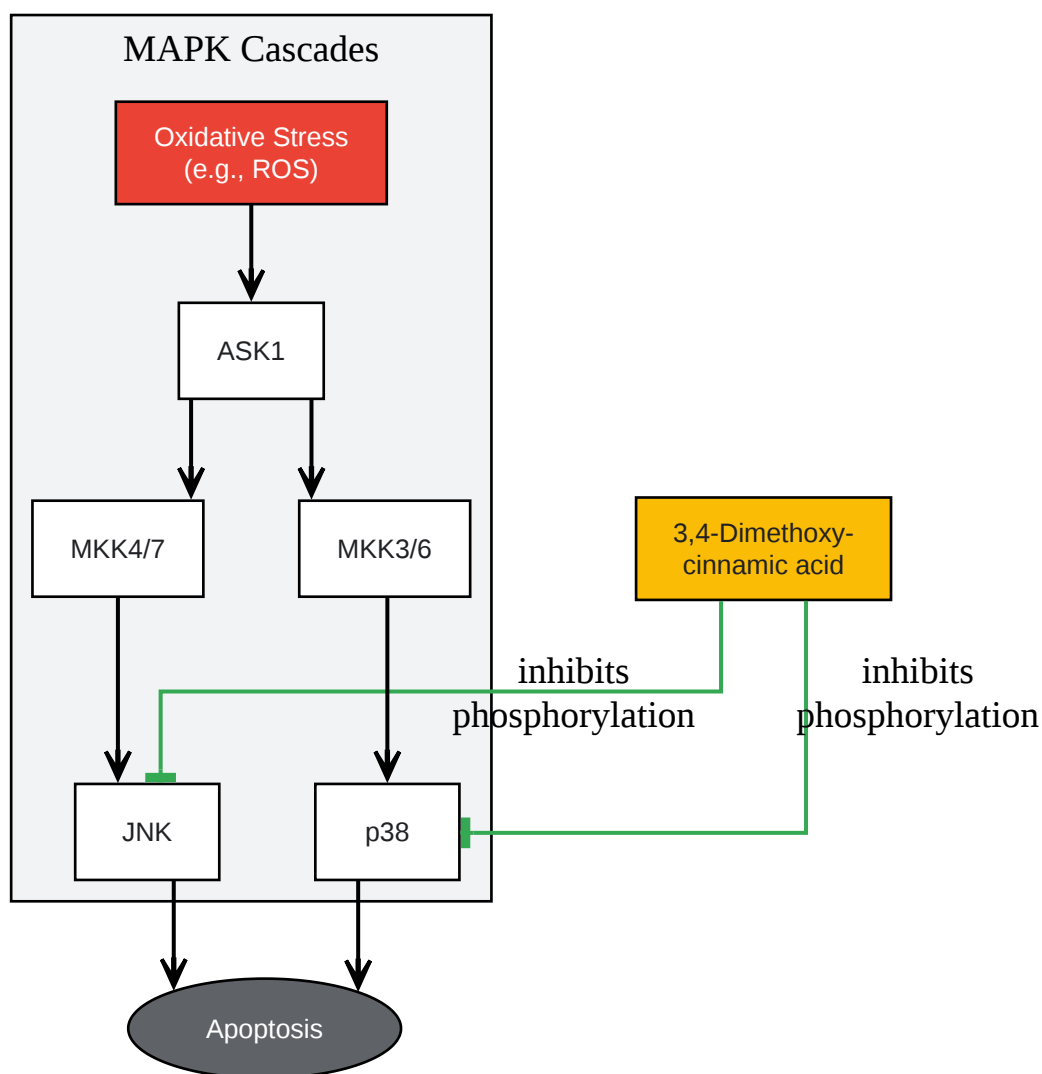 MAPK Cascades
Oxidative Stress
(e.g., ROS)
ASK1
MKK4/7
MKK3/6
3,4-Dimethoxy-
cinnamic acid
inhibits
phosphorylation
inhibits
phosphorylation
JNK
p38
Apoptosis